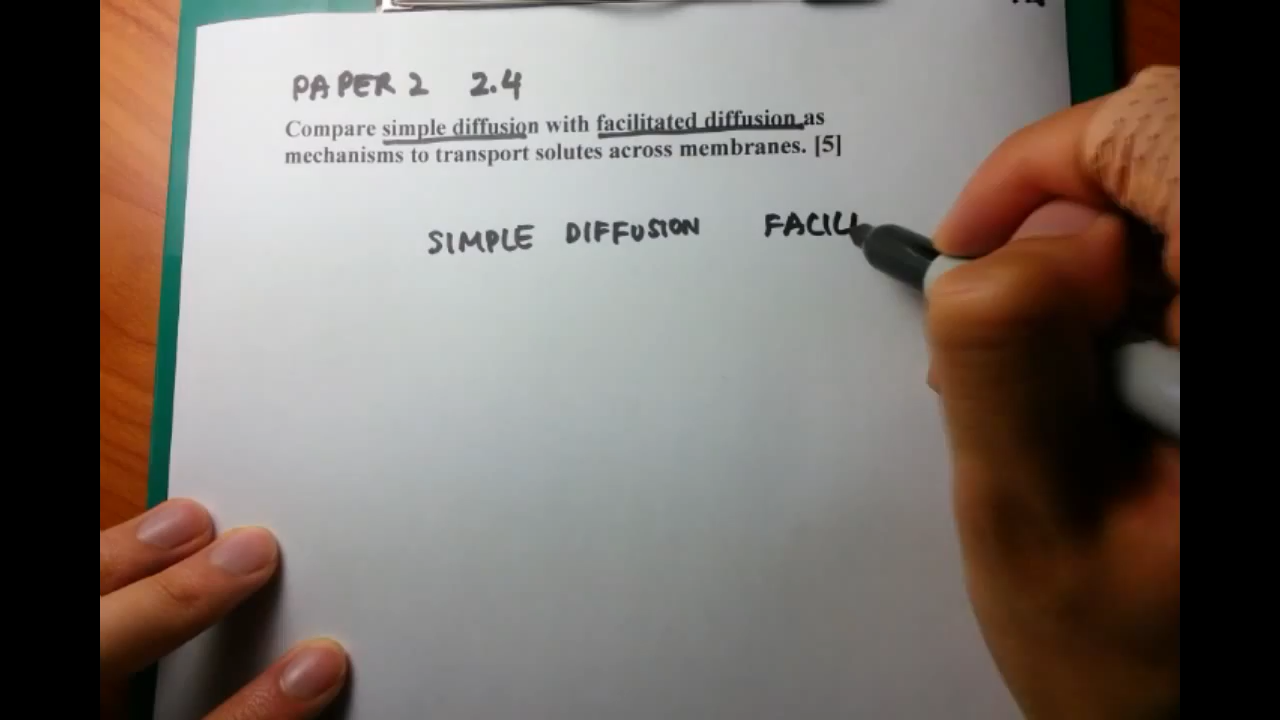 PAPER 2 2.4
Compare simple diffusion with facilitated diffusion as
mechanisms to transport solutes across membranes. [5]
SIMPLE DIFFUSION FACILI